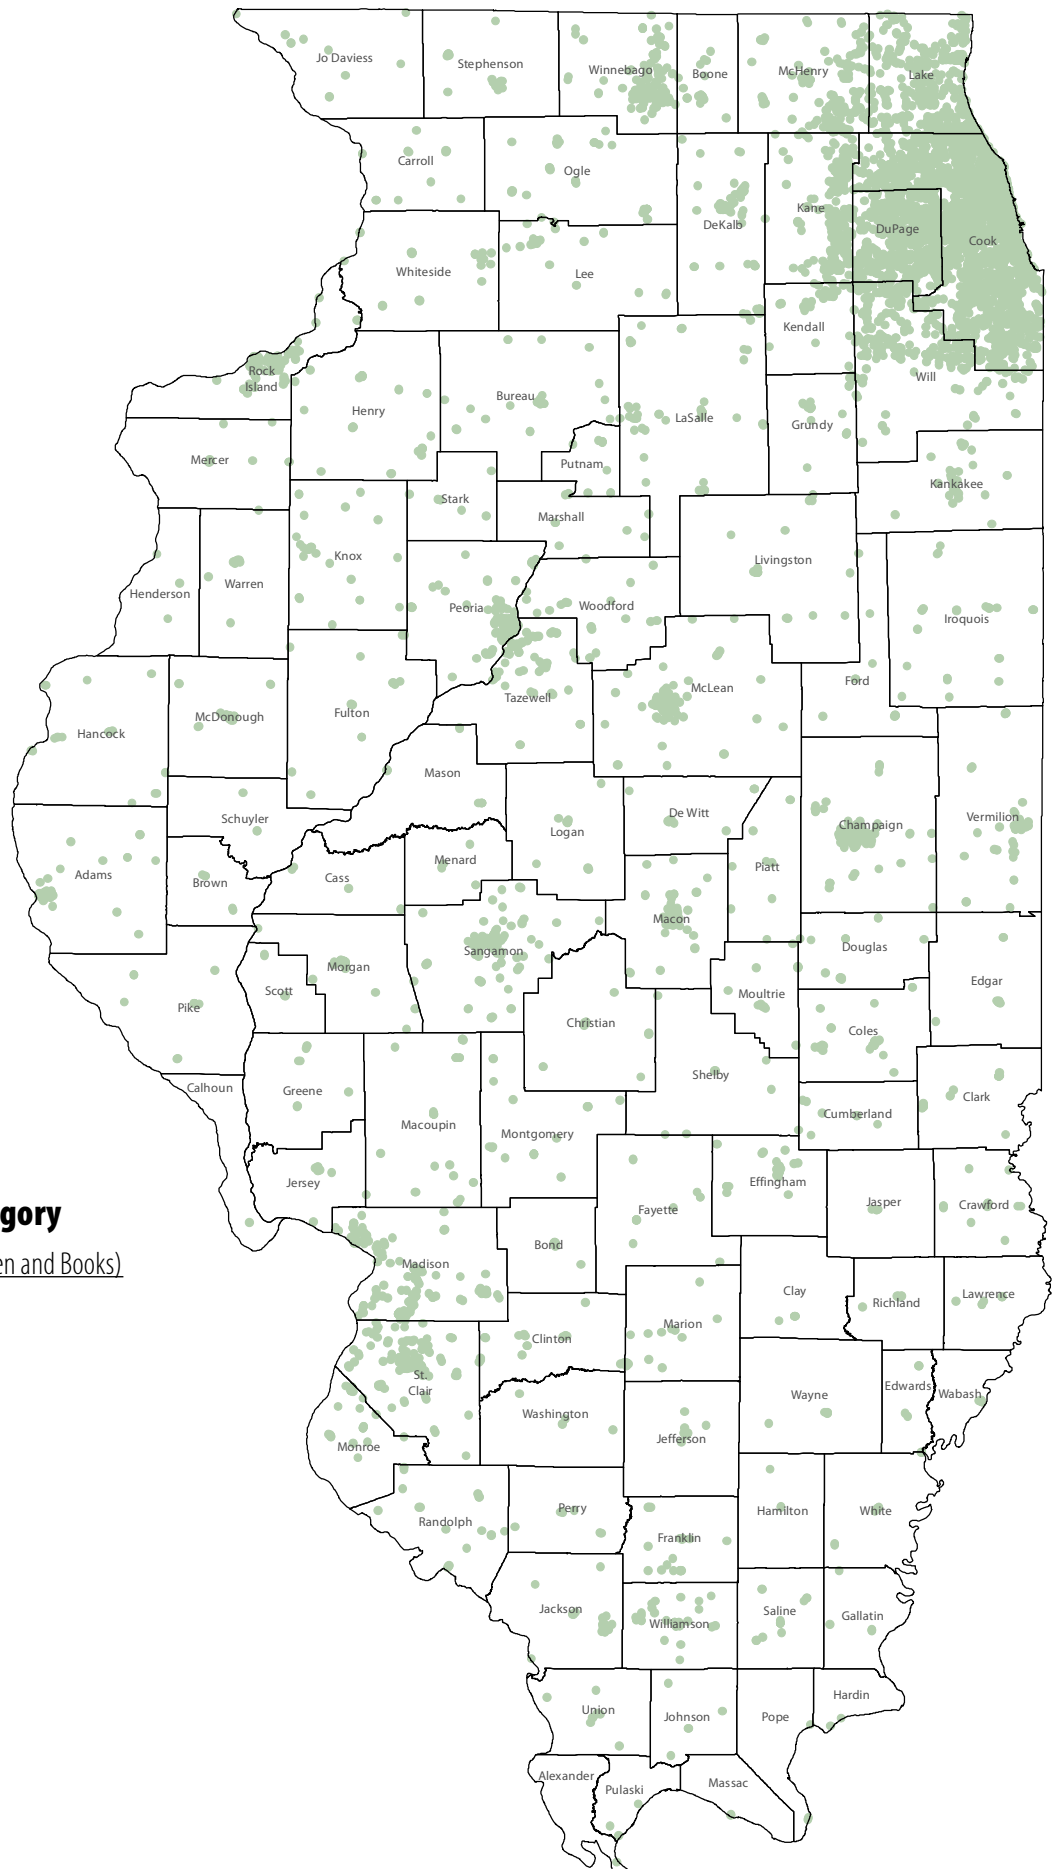 Jo Daviess
Stephenson
Winnebago
Boone
McHenry
Lake
Carroll
Ogle
DeKalb
Kane
DuPage
Cook
Whiteside
Lee
Kendall
Rock
Island
Will
Henry
Bureau
LaSalle
Grundy
Mercer
Putnam
Kankakee
Stark
Marshall
Knox
Livingston
Henderson
Warren
Peoria
Woodford
Iroquois
Ford
McLean
Tazewell
Hancock
McDonough
Fulton
Mason
Schuyler
Logan
De Witt
Champaign
Vermilion
Adams
Brown
Cass
Menard
Piatt
Macon
Sangamon
Douglas
Morgan
Scott
Pike
Moultrie
Edgar
Christian
Coles
Shelby
Calhoun
Greene
Macoupin
Montgomery
Cumberland
Clark
Jersey
Effingham
Fayette
Jasper
Crawford
gory
Bond
en and Books)
Madison
Clay
Richland
Lawrence
Marion
Clinton
St.
Clair
Wayne
Edwards
Wabash
Washington
Jefferson
Monroe
Randolph
Perry
Hamilton
White
Franklin
Jackson
Williamson
Saline
Gallatin
Union
Johnson
Pope
Hardin
Alexander
Pulaski
Massac